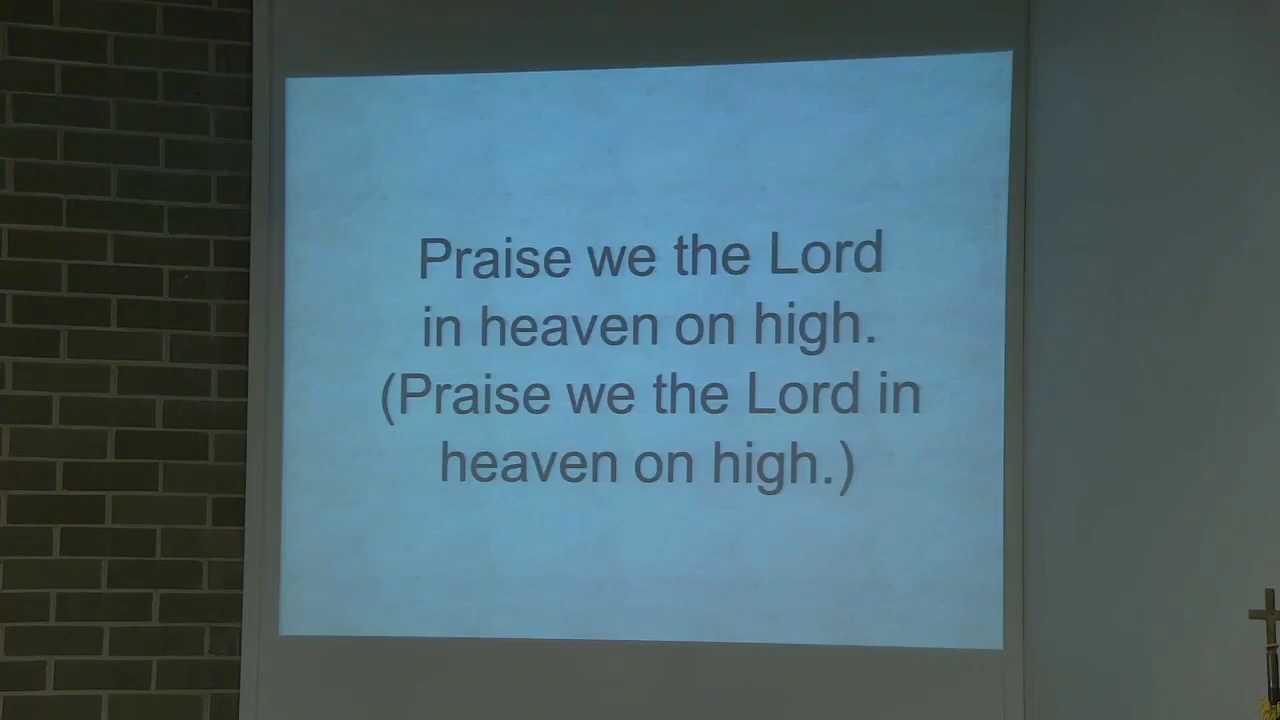 Praise we the Lord
in heaven on high.
(Praise we the Lord in
heaven on high.)